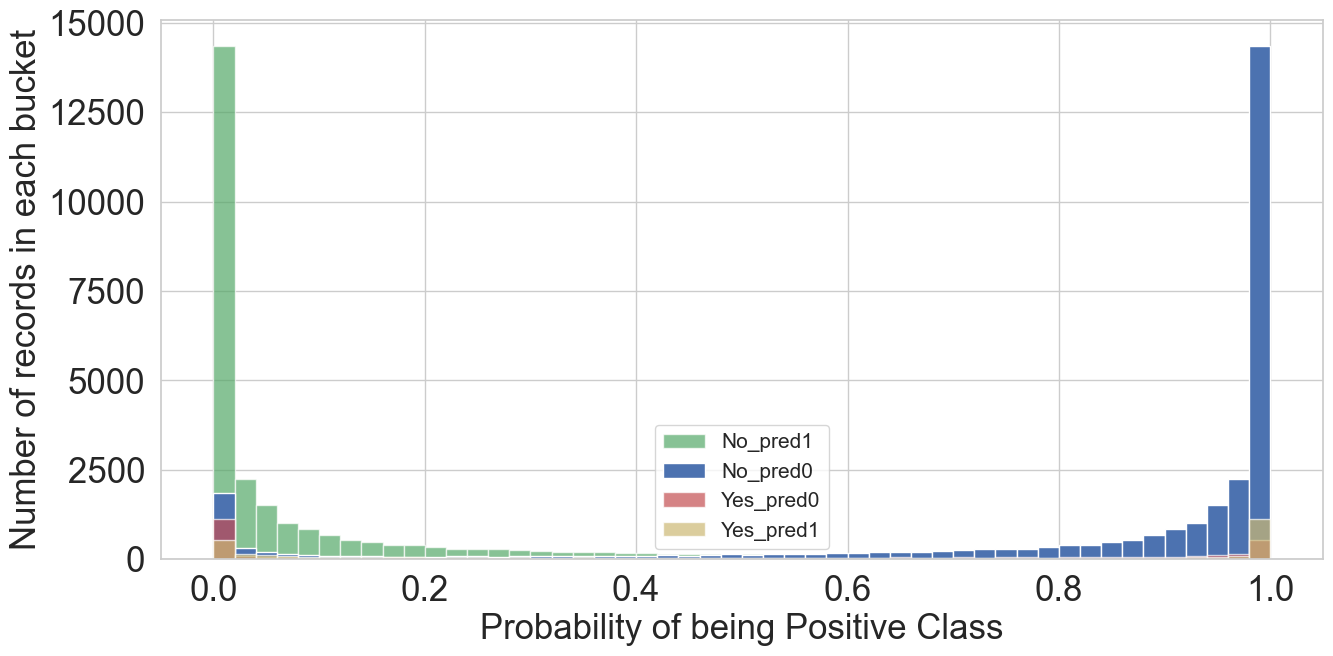 Number of records in each bucket
15000
12500
10000
7500
5000
2500
0
No_pred1
No_pred0
Yes_pred0
Yes_pred1
0.0 0.2 0.4 0.6 0.8 1.0
Probability of being Positive Class